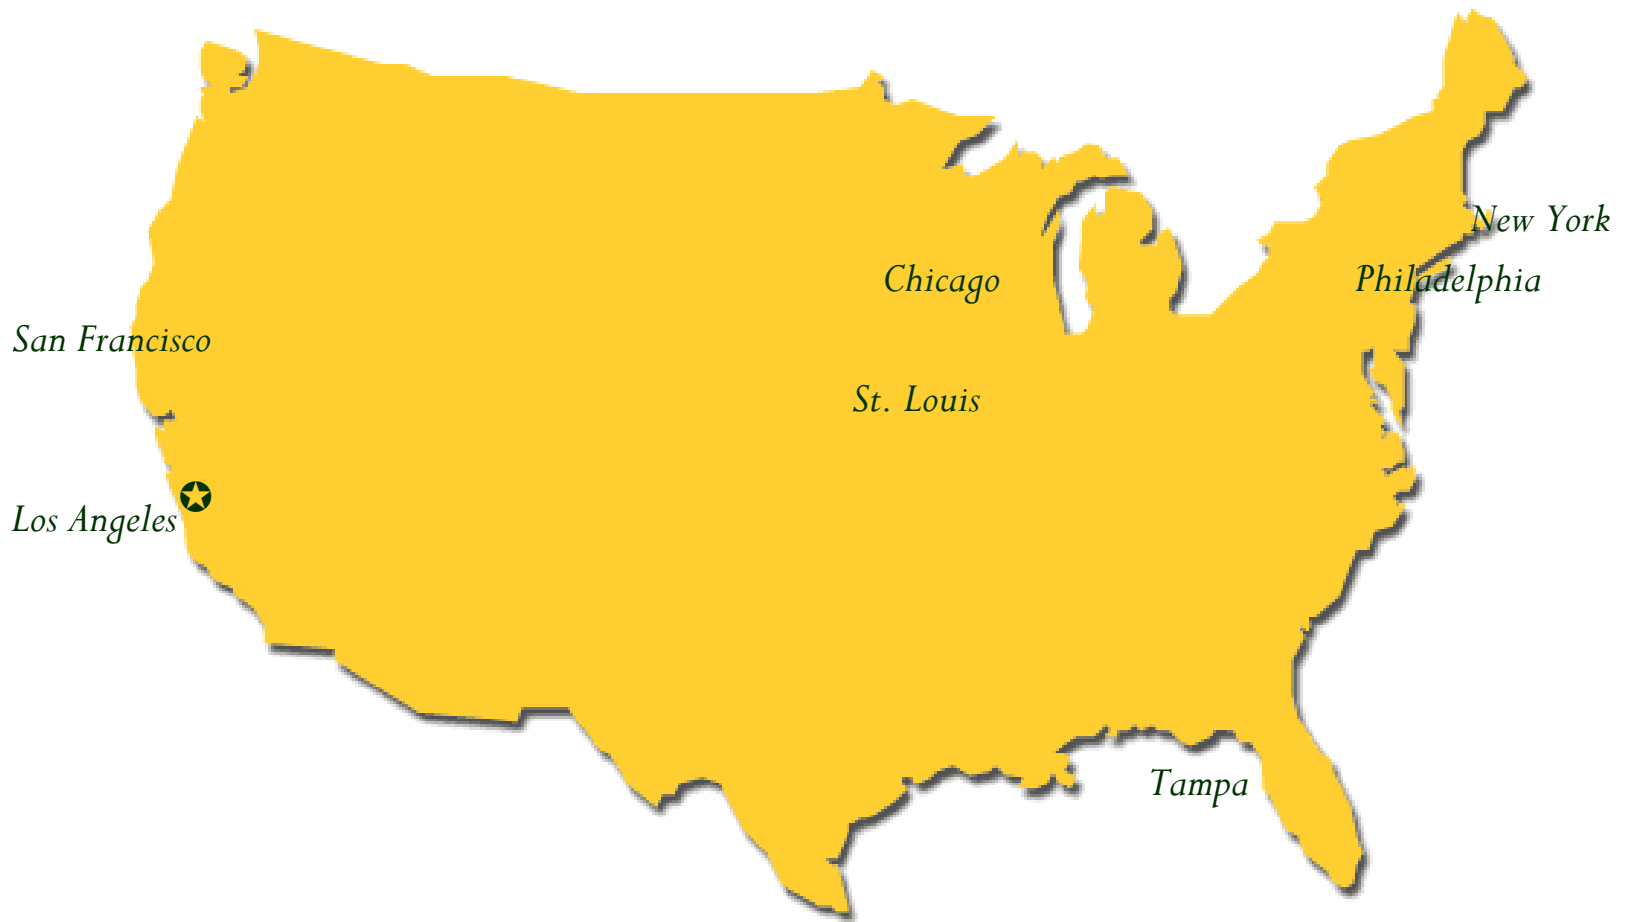 New York
Chicago
Philadelphia
San Francisco
St. Louis
Los Angeles
Tampa